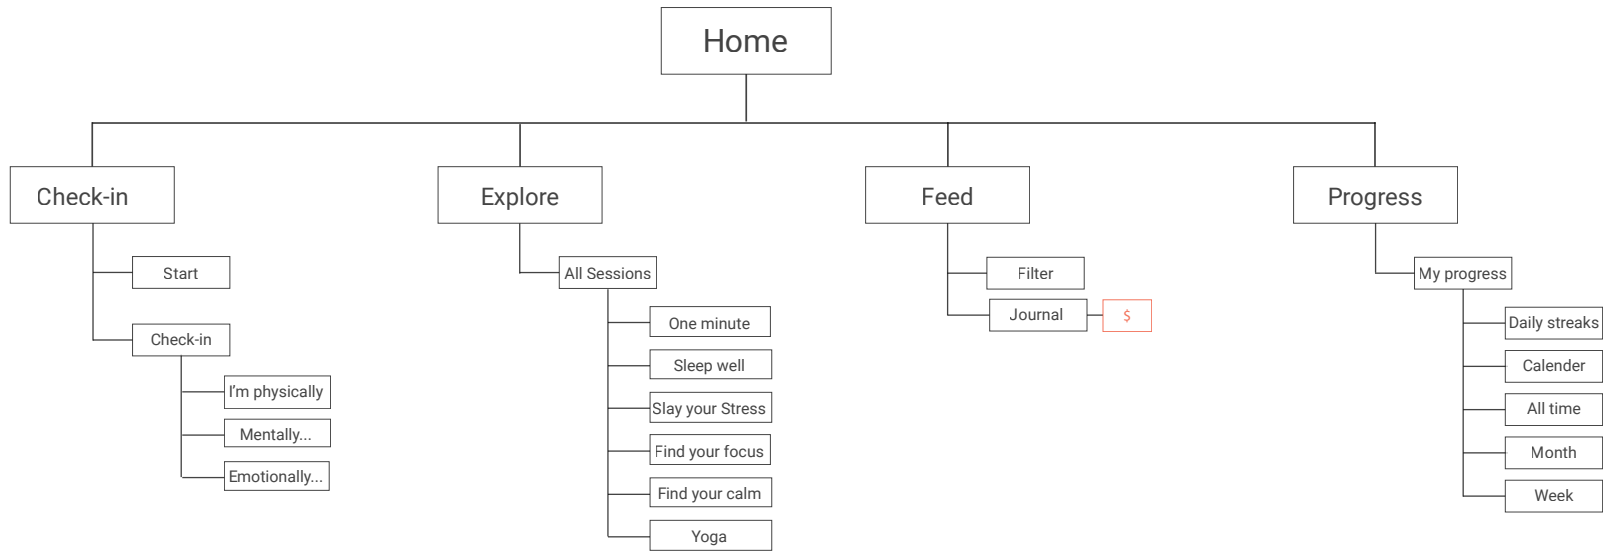 Home
Check-in
Explore
Feed
Progress
Start
Check-in
I'm physically
Mentally...
Emotionally...
All Sessions
One minute
Sleep well
Slay your Stress
Find your focus
Find your calm
Yoga
Filter
Journal
$
My progress
Daily streaks
Calender
All time
Month
Week